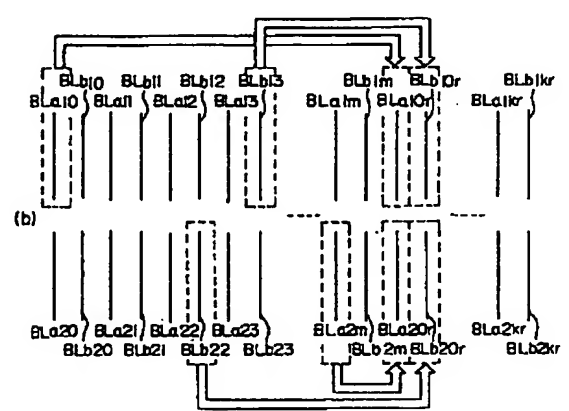 BLb10 BLb11 BLb12 BLb13 BLb1m BLb10r BLb1kr
BLa10 BLa11 BLa12 BLa13 BLa1m BLa10r BLa1kr
(b)
BLa20 BLa21 BLa22 BLa23 BLa2m BLa20r BLa2kr
BLb20 BLb21 BLb22 BLb23 BLb2m BLb20r BLb2kr